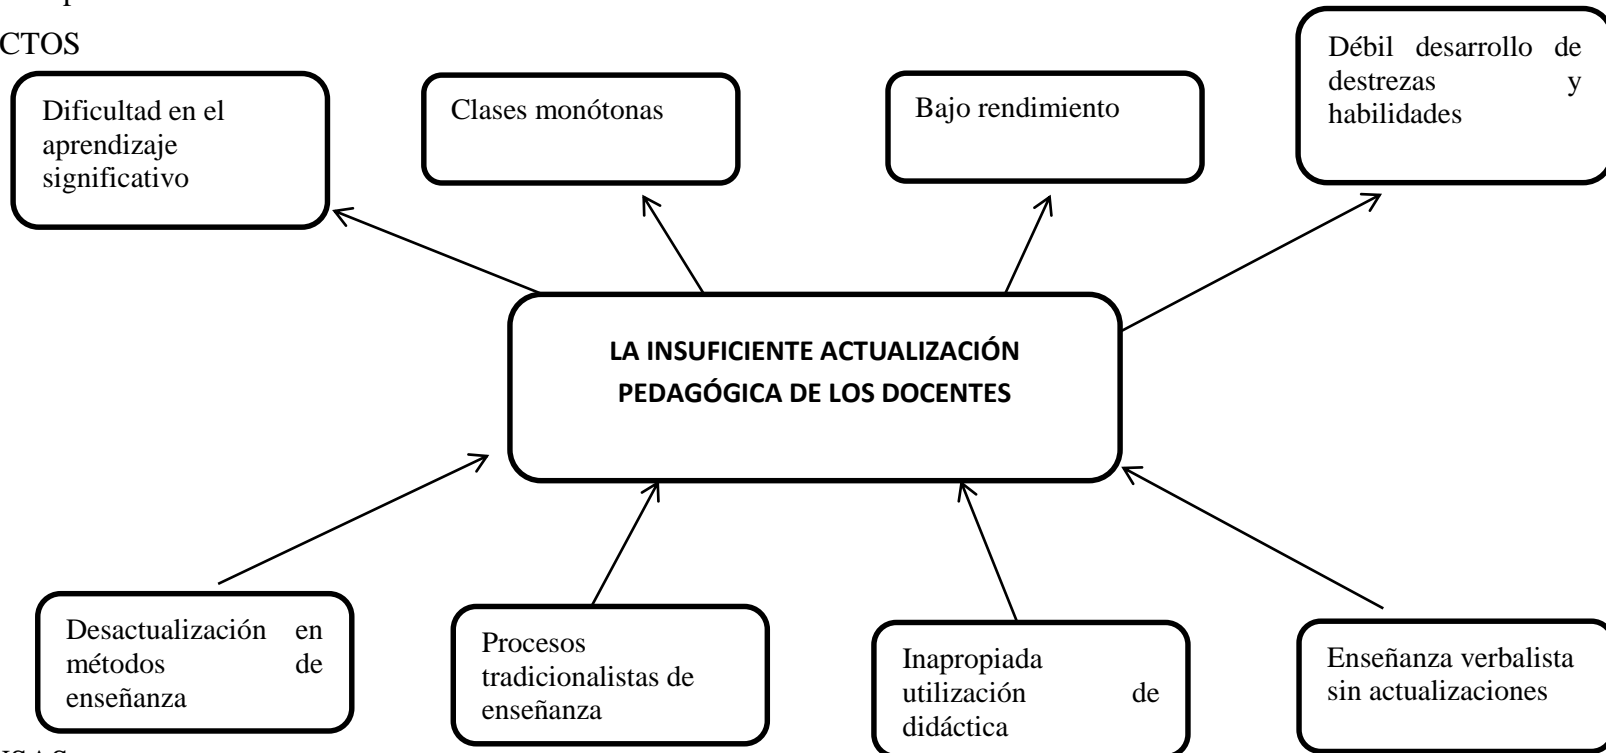 CTOS
Dificultad en el
aprendizaje
significativo
Clases monótonas
Bajo rendimiento
Débil desarrollo de
destrezas y
habilidades
LA INSUFICIENTE ACTUALIZACIÓN
PEDAGÓGICA DE LOS DOCENTES
Desactualización en
métodos de
enseñanza
Procesos
tradicionalistas de
enseñanza
Inapropiada
utilización de
didáctica
Enseñanza verbalista
sin actualizaciones